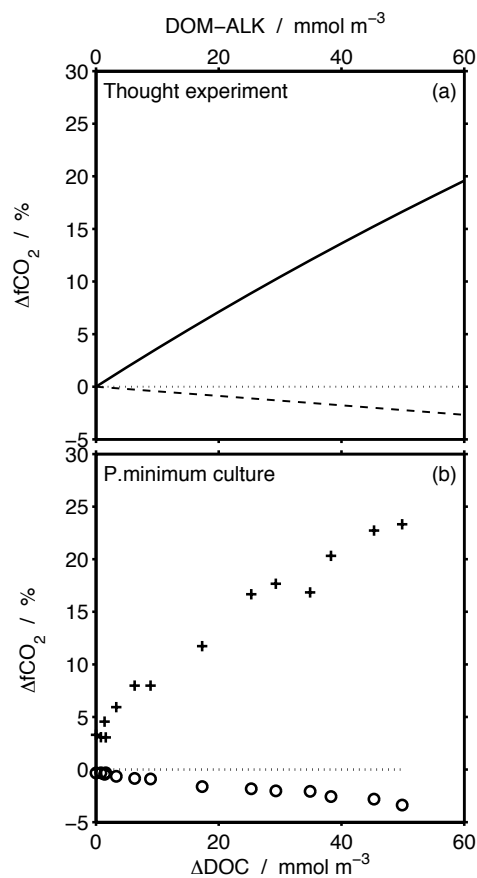 DOM−ALK / mmol m−3
0 20 40 60
30
Thought experiment (a)
25
20
15
10
5
0
−5
ΔfCO2 / %
30
P.minimum culture (b)
25
20
15
10
5
0
−5
ΔfCO2 / %
0 20 40 60
ΔDOC / mmol m−3